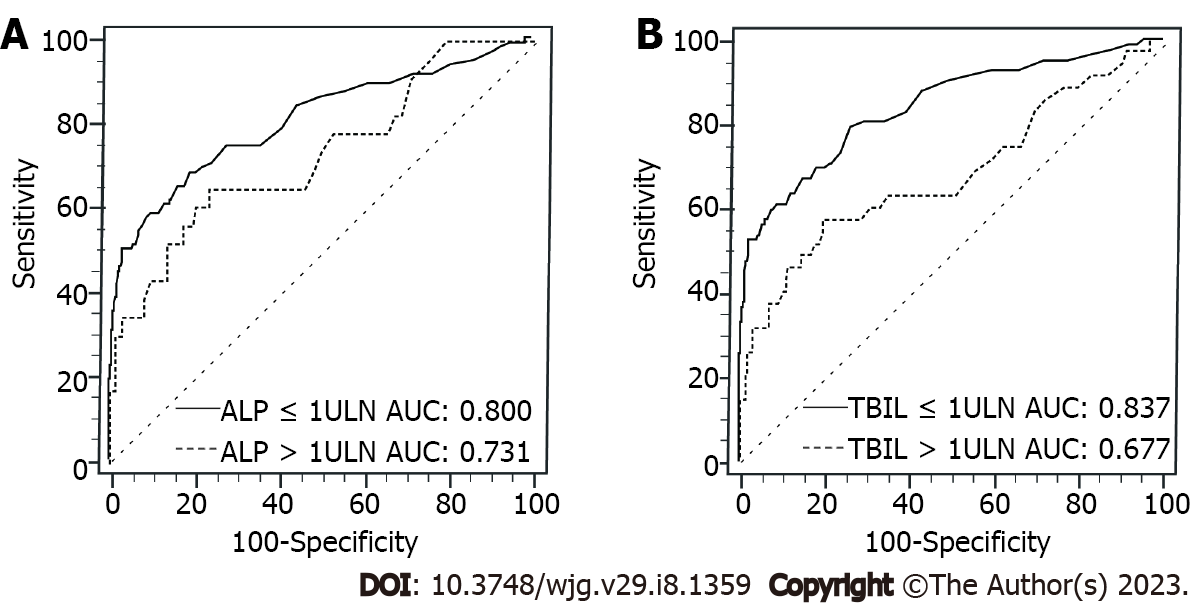 A
100
80
60
40
20
0
Sensitivity
ALP ≤ 1ULN AUC: 0.800
ALP > 1ULN AUC: 0.731
0 20 40 60 80 100
100-Specificity
B
100
80
60
40
20
0
Sensitivity
TBIL ≤ 1ULN AUC: 0.837
TBIL > 1ULN AUC: 0.677
0 20 40 60 80 100
100-Specificity
DOI: 10.3748/wjg.v29.i8.1359 Copyright ©The Author(s) 2023.